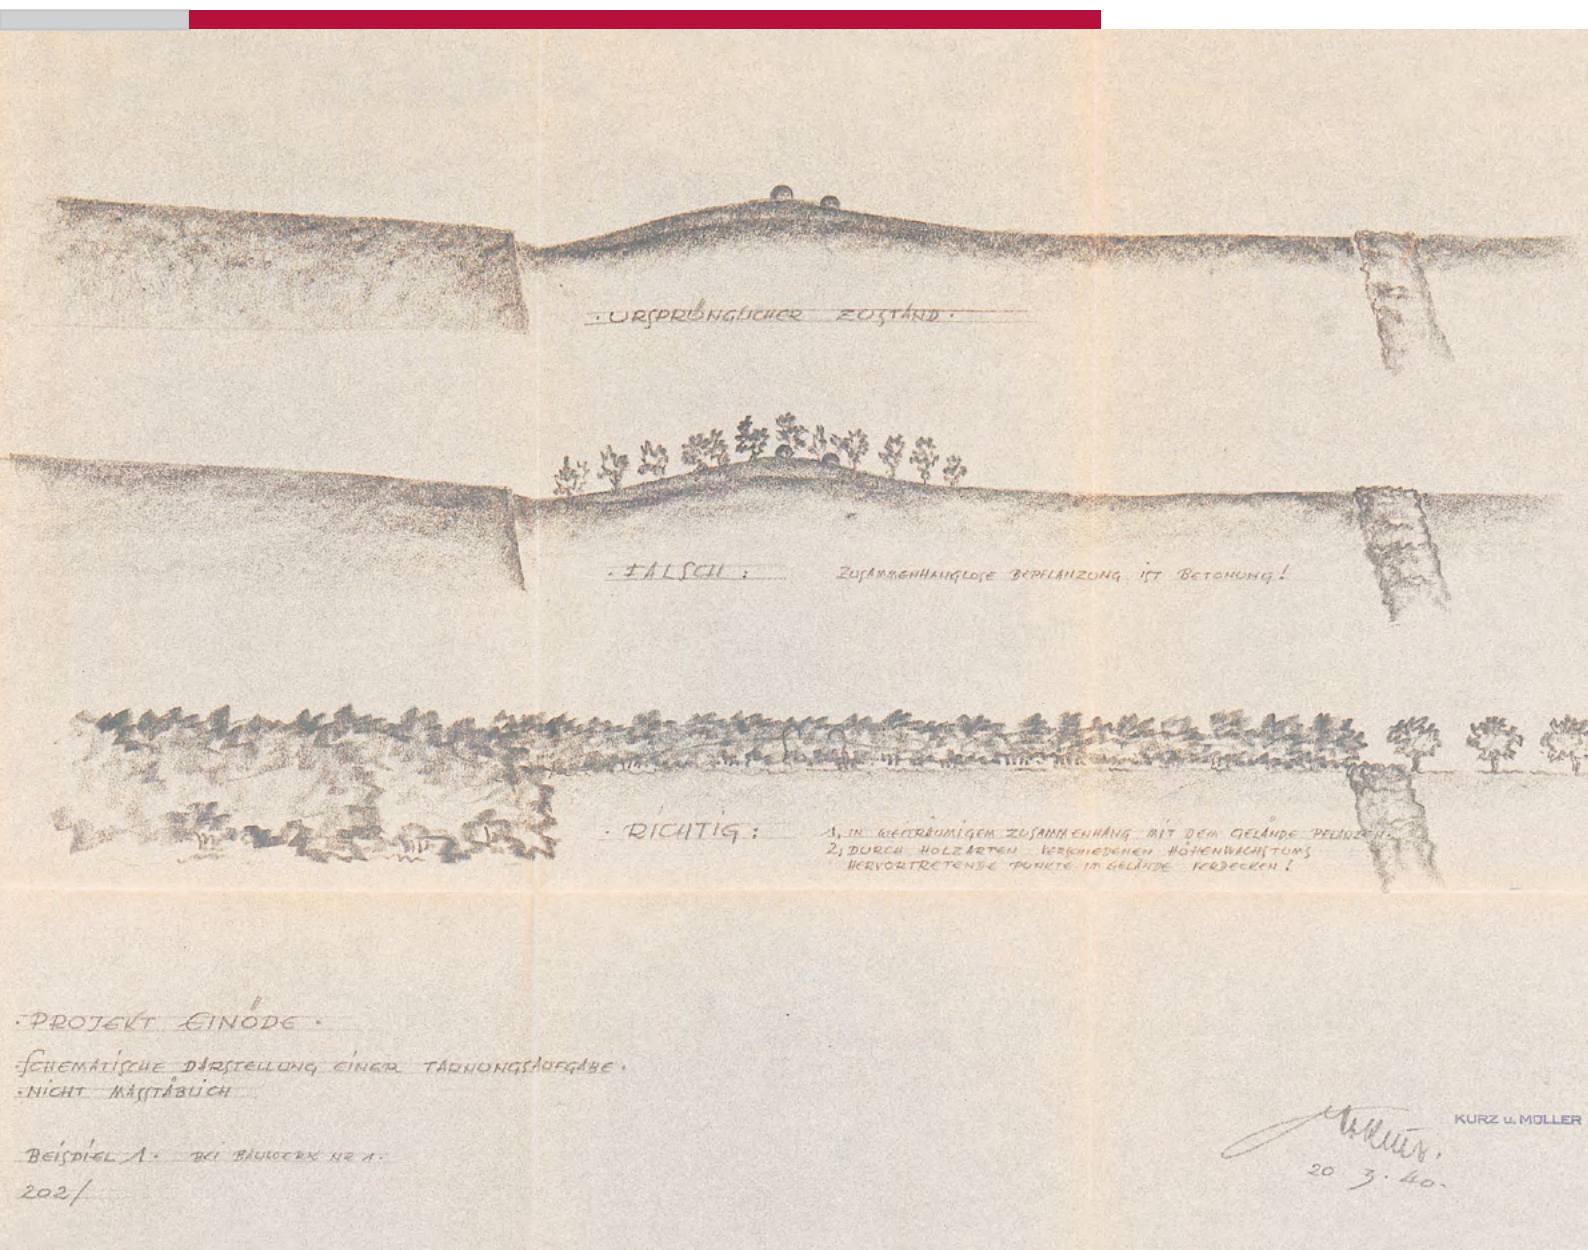 · URSPRÜNGLICHER ZUSTAND ·
· FALSCH : ZUSAMMENHANGLOSE BEPFLANZUNG IST BETONUNG !
· RICHTIG : 1, IN WEITRÄUMIGEM ZUSAMMENHANG MIT DEM GELÄNDE PFLANZEN.
2, DURCH HOLZARTEN VERSCHIEDENEN HÖHENWACHSTUMS
HERVORTRETENDE PUNKTE IM GELÄNDE VERDECKEN !
· PROJEKT EINÖDE ·
· SCHEMATISCHE DARSTELLUNG EINER TARNUNGSAUFGABE ·
· NICHT MASSTÄBLICH
BEISPIEL 1 · BEI BAUWERK NR 1 ·
202/
KURZ u. MÖLLER
20 3. 40.